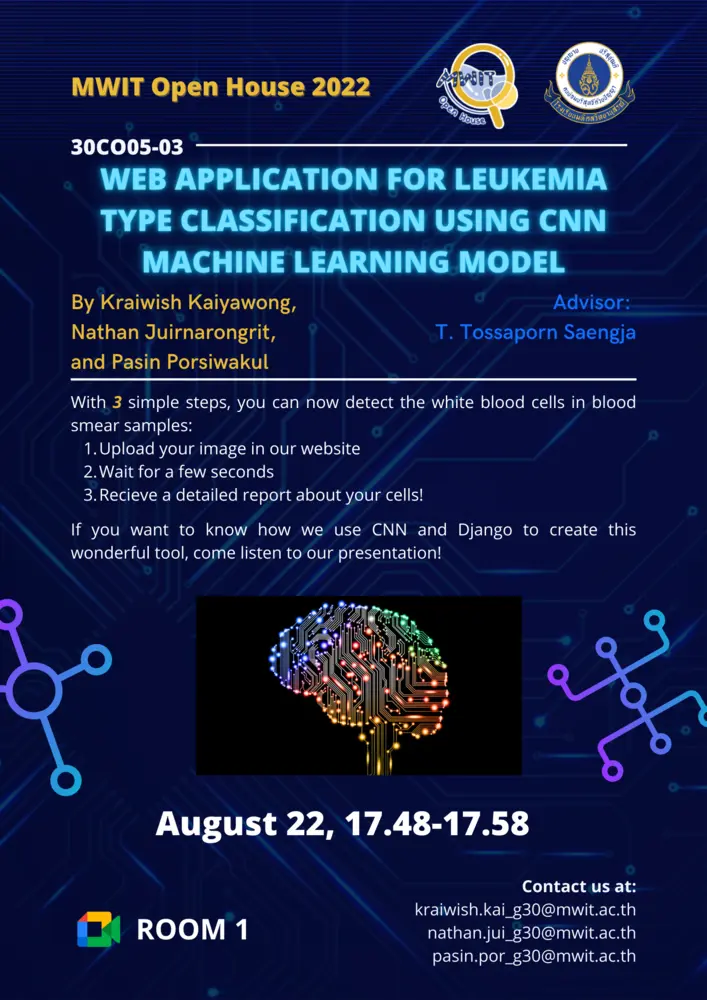 MWIT Open House 2022
MWIT
Open House
30CO05-03
WEB APPLICATION FOR LEUKEMIA
TYPE CLASSIFICATION USING CNN
MACHINE LEARNING MODEL
By Kraiwish Kaiyawong,
Nathan Juirnarongrit,
and Pasin Porsiwakul
Advisor:
T. Tossaporn Saengja
With 3 simple steps, you can now detect the white blood cells in blood
smear samples:
1. Upload your image in our website
2. Wait for a few seconds
3. Recieve a detailed report about your cells!
If you want to know how we use CNN and Django to create this
wonderful tool, come listen to our presentation!
August 22, 17.48-17.58
ROOM 1
Contact us at:
kraiwish.kai_g30@mwit.ac.th
nathan.jui_g30@mwit.ac.th
pasin.por_g30@mwit.ac.th